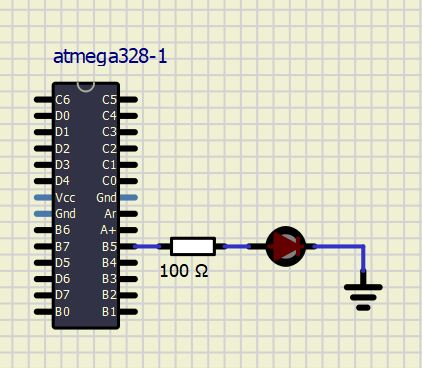 atmega328-1
C6 C5
D0 C4
D1 C3
D2 C2
D3 C1
D4 C0
Vcc Gnd
Gnd Ar
B6 A+
B7 B5
D5 B4
D6 B3
D7 B2
B0 B1
100 Ω